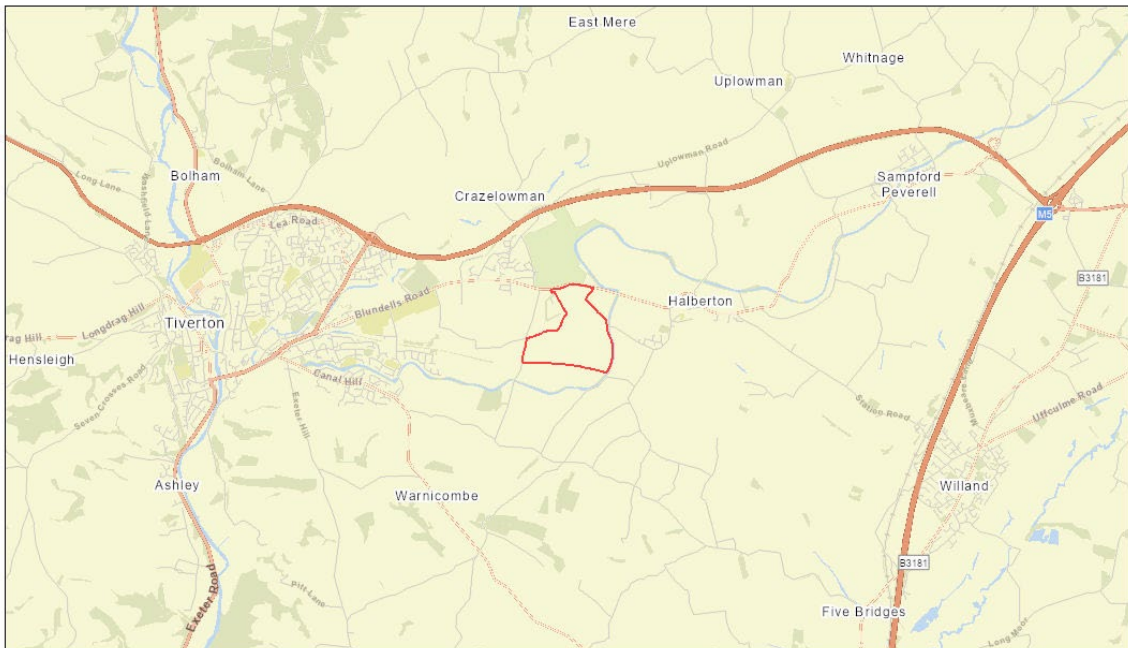 East Mere
Whitnage
Uplowman
Long Lane
Bolham
Bolham Lane
Uplowman Road
Sampford
Peverell
Crazelowman
M5
Lea Road
B3181
Blundells Road
Halberton
Longdrag Hill
Tiverton
rag Hill
Hensleigh
Canal Hill
Seven Crosses Road
Exeter Hill
Station Road
Uffculme Road
Ashley
Warnicombe
Willand
B3181
Pitt Lane
Exeter Road
Five Bridges
Long Moor